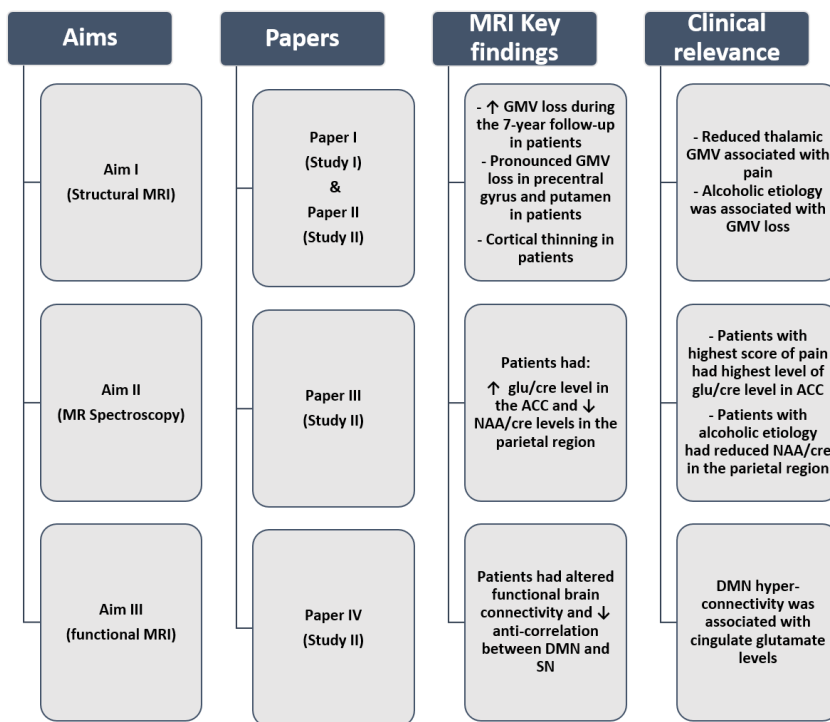 Aims
Aim I
(Structural MRI)
Aim II
(MR Spectroscopy)
Aim III
(functional MRI)
Papers
Paper I
(Study I)
&
Paper II
(Study II)
Paper III
(Study II)
Paper IV
(Study II)
MRI Key
findings
- ↑ GMV loss during
the 7-year follow-up in
patients
- Pronounced GMV
loss in precentral
gyrus and putamen in
patients
- Cortical thinning in
patients
Patients had:
↑ glu/cre level in
the ACC and ↓
NAA/cre levels in the
parietal region
Patients had altered
functional brain
connectivity and ↓
anti-correlation
between DMN and
SN
Clinical
relevance
- Reduced thalamic
GMV associated with
pain
- Alcoholic etiology
was associated with
GMV loss
- Patients with
highest score of pain
had highest level of
glu/cre level in ACC
- Patients with
alcoholic etiology
had reduced NAA/cre
in the parietal region
DMN hyper-
connectivity was
associated with
cingulate glutamate
levels